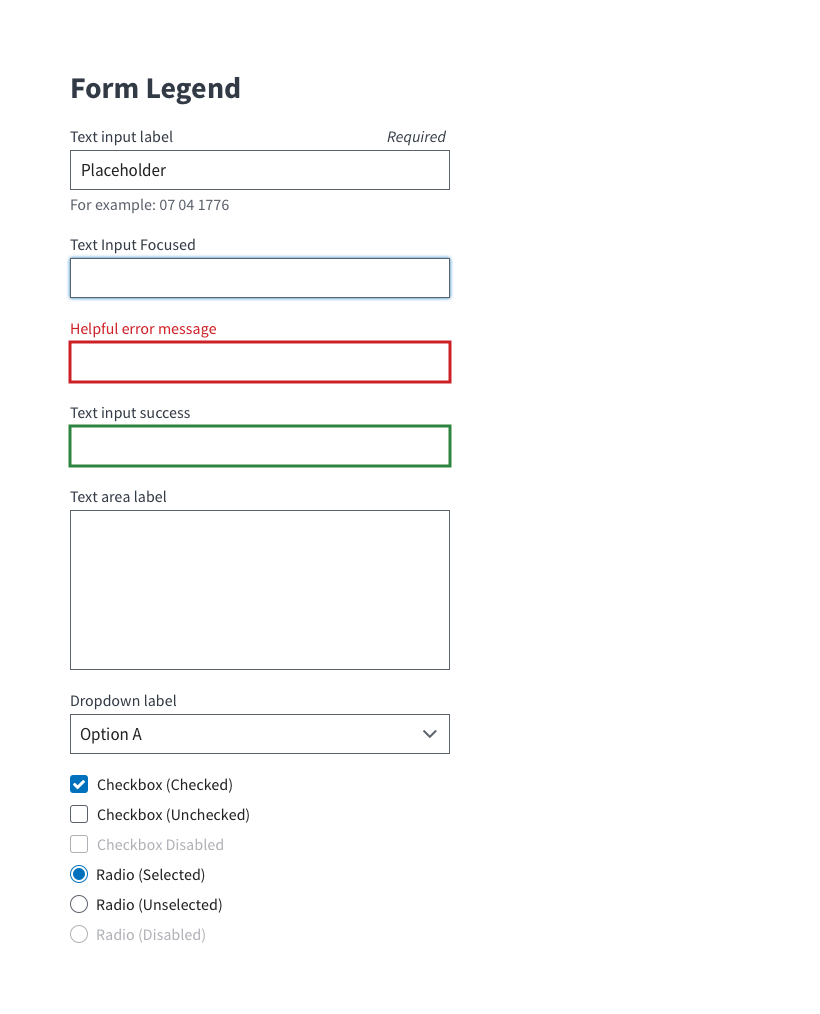 Form Legend
Text input label Required
Placeholder
For example: 07 04 1776
Text Input Focused
Helpful error message
Text input success
Text area label
Dropdown label
Option A
Checkbox (Checked)
Checkbox (Unchecked)
Checkbox Disabled
Radio (Selected)
Radio (Unselected)
Radio (Disabled)